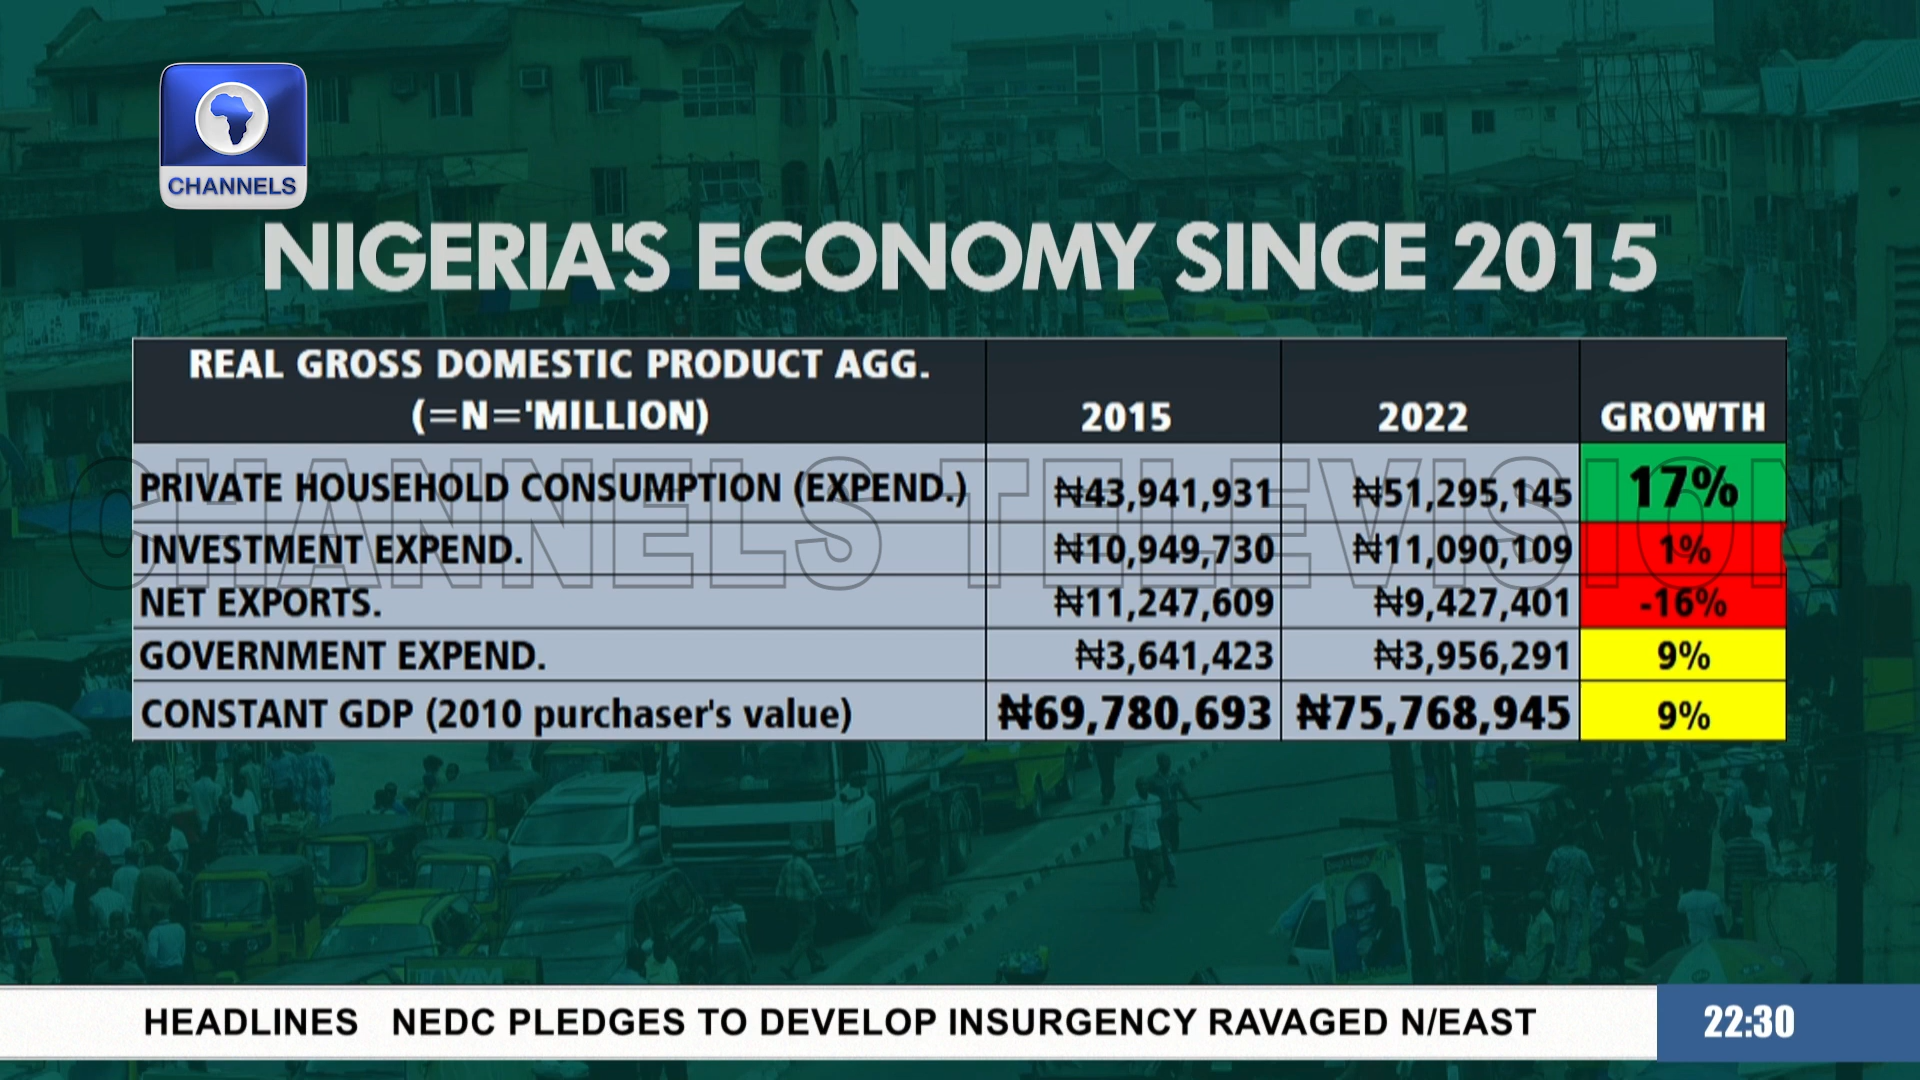 CHANNELS
NIGERIA'S ECONOMY SINCE 2015
REAL GROSS DOMESTIC PRODUCT AGG.
(=N='MILLION) 2015 2022 GROWTH
PRIVATE HOUSEHOLD CONSUMPTION (EXPEND.) ₦43,941,931 ₦51,295,145 17%
CHANNELS TELEVISION
INVESTMENT EXPEND. ₦10,949,730 ₦11,090,109 1%
NET EXPORTS. ₦11,247,609 ₦9,427,401 -16%
GOVERNMENT EXPEND. ₦3,641,423 ₦3,956,291 9%
CONSTANT GDP (2010 purchaser's value) ₦69,780,693 ₦75,768,945 9%
HEADLINES NEDC PLEDGES TO DEVELOP INSURGENCY RAVAGED N/EAST 22:30